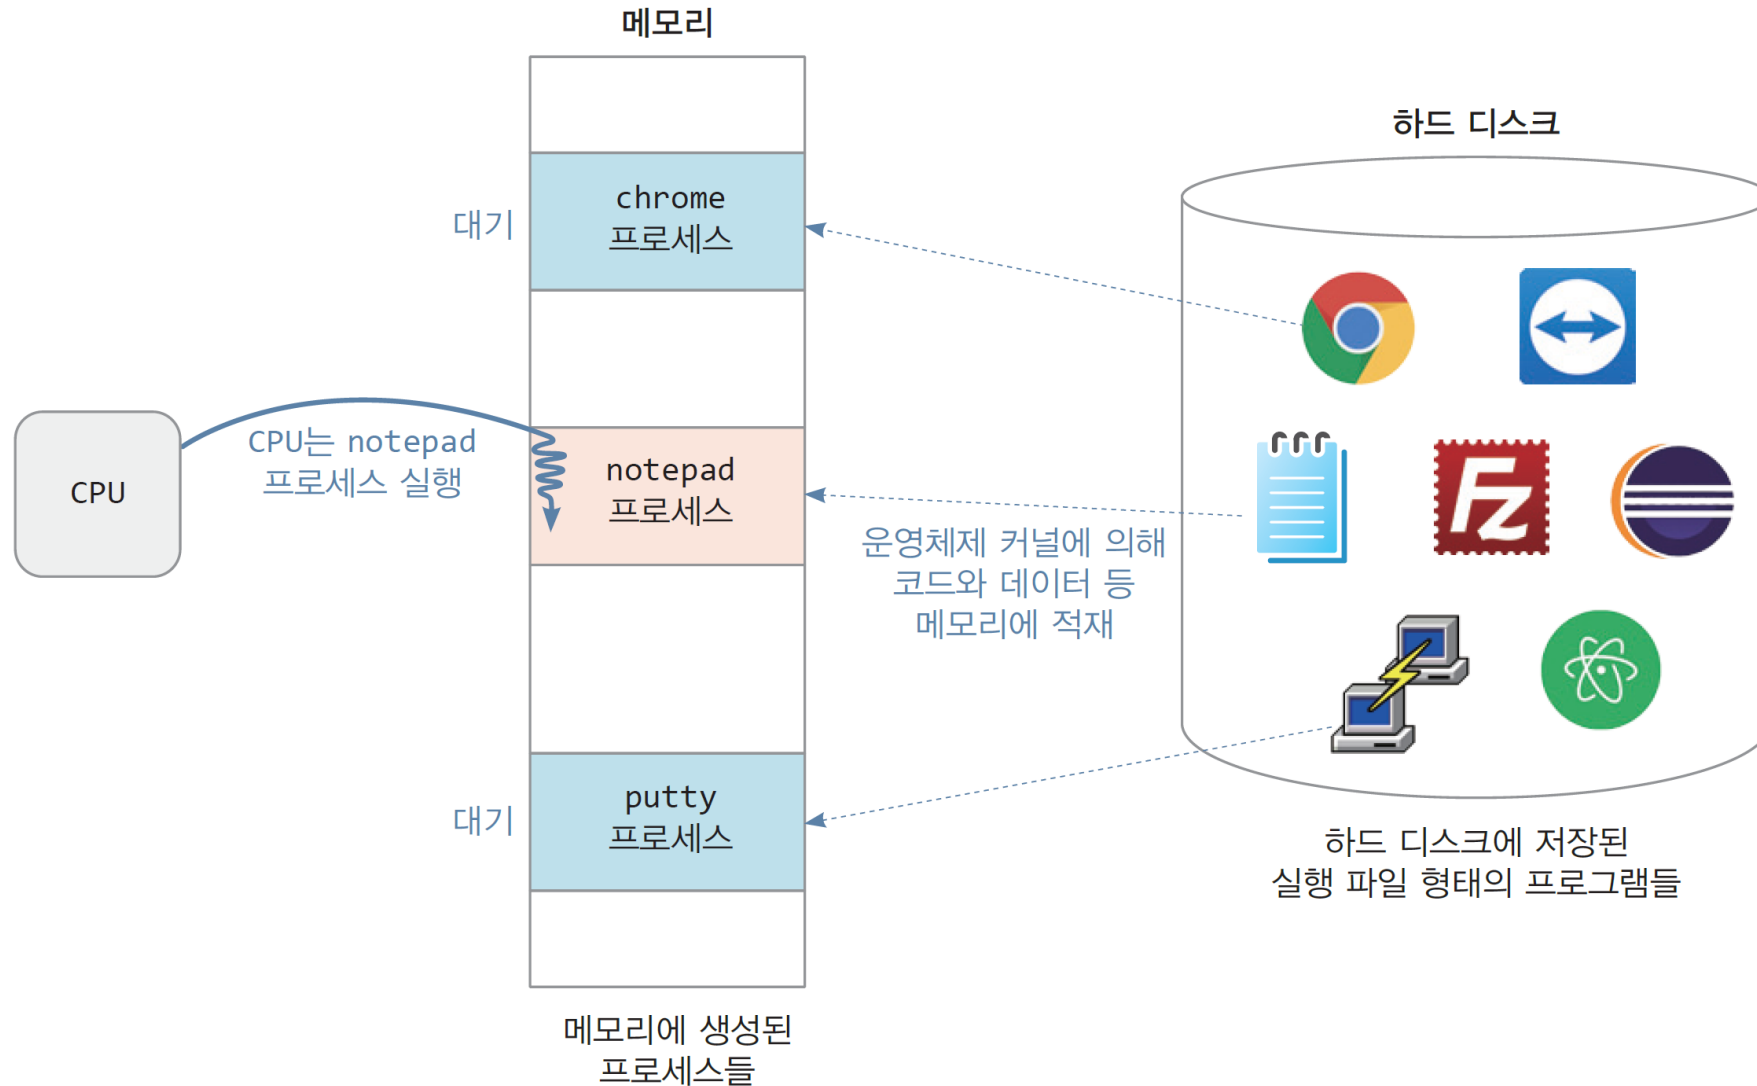 메모리
하드 디스크
chrome
프로세스
대기
CPU
CPU는 notepad
프로세스 실행
notepad
프로세스
운영체제 커널에 의해
코드와 데이터 등
메모리에 적재
Fz
putty
프로세스
대기
하드 디스크에 저장된
실행 파일 형태의 프로그램들
메모리에 생성된
프로세스들